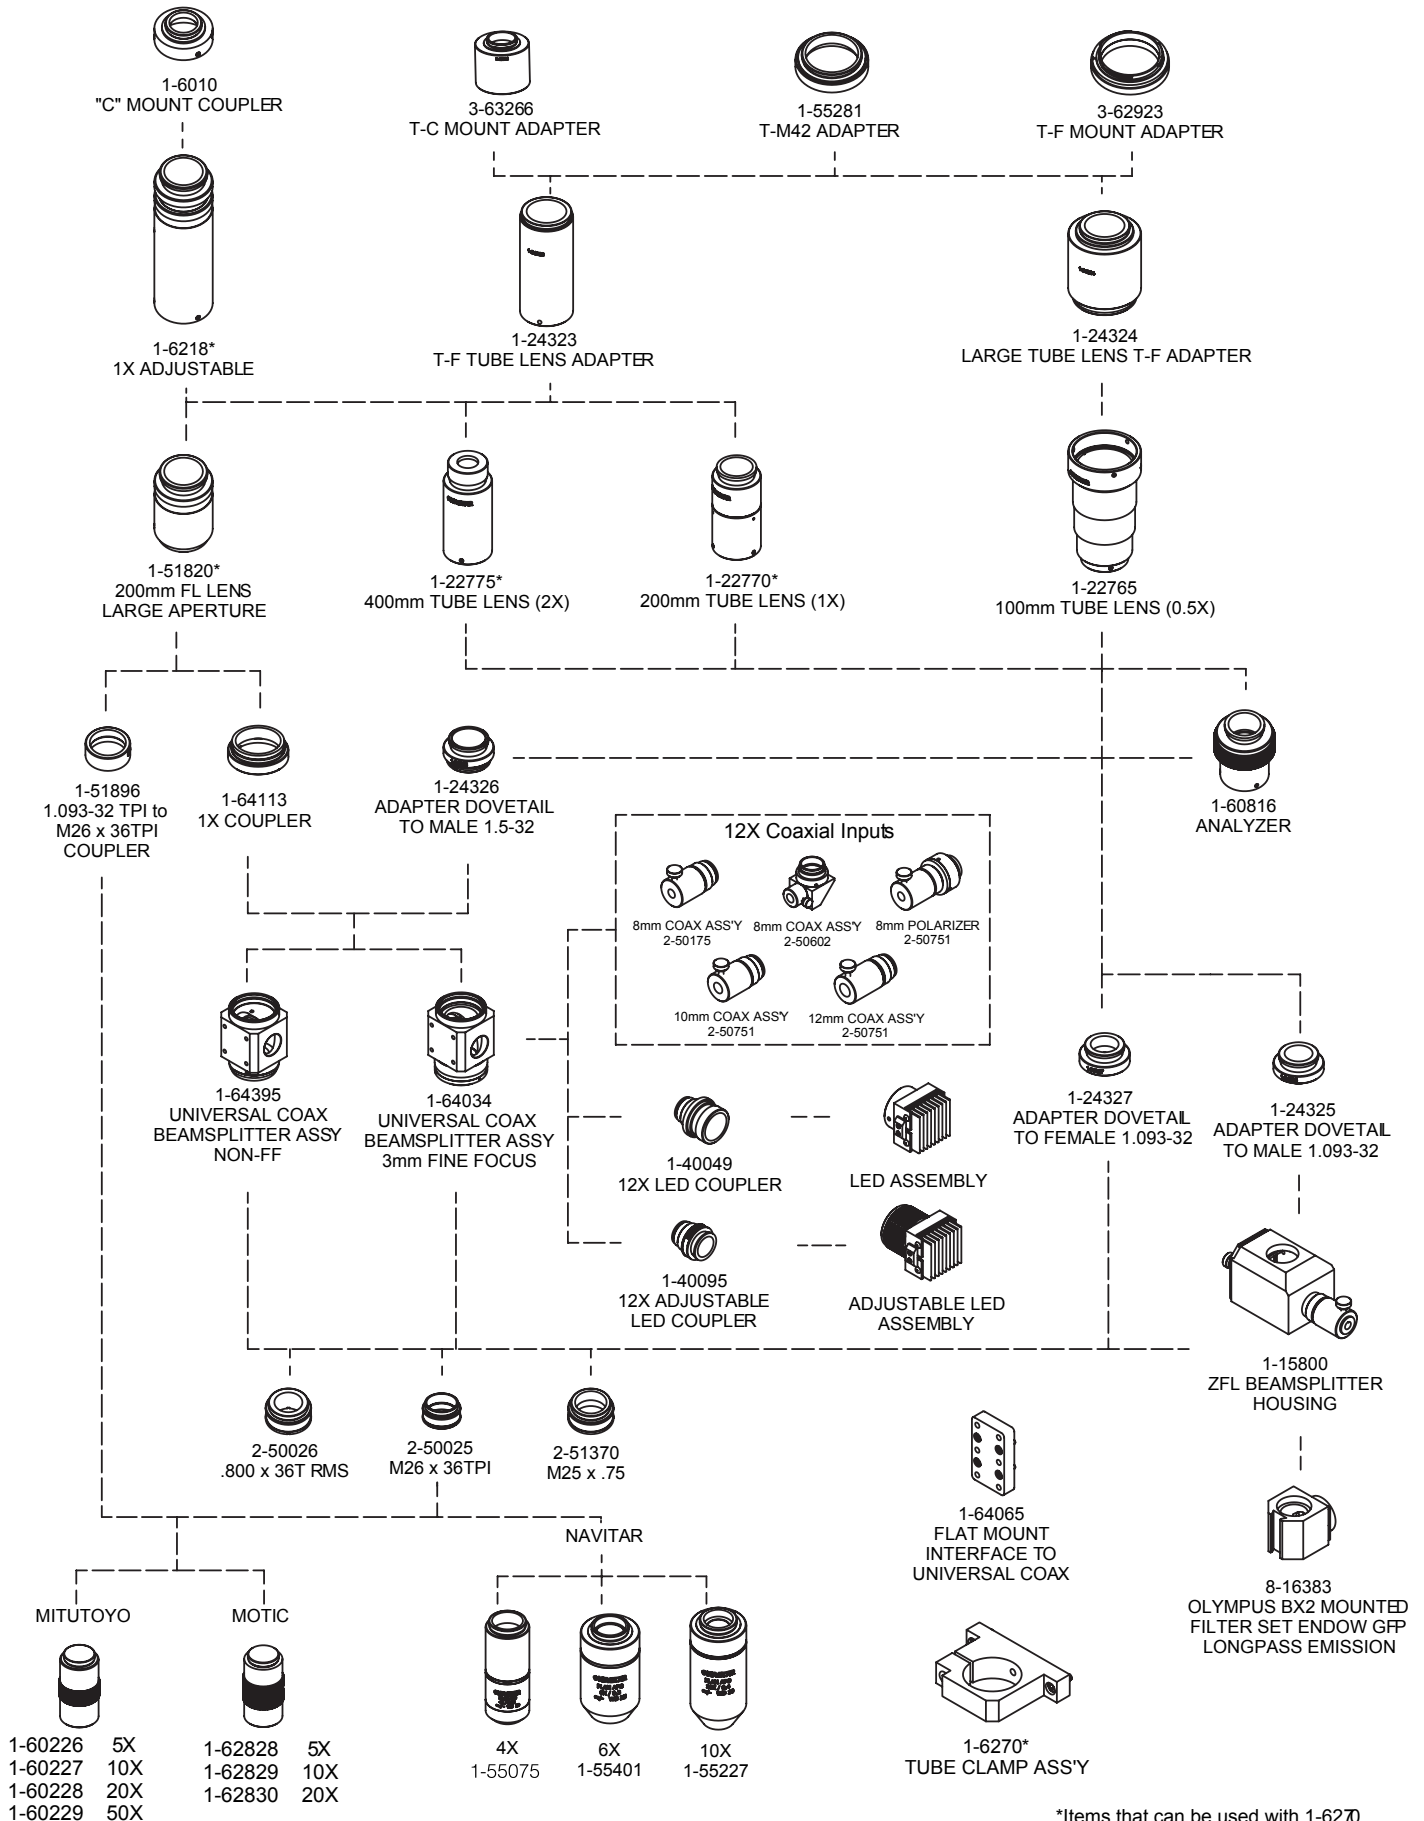 1-6010
"C" MOUNT COUPLER
3-63266
T-C MOUNT ADAPTER
1-55281
T-M42 ADAPTER
3-62923
T-F MOUNT ADAPTER
1-6218*
1X ADJUSTABLE
1-24323
T-F TUBE LENS ADAPTER
1-24324
LARGE TUBE LENS T-F ADAPTER
1-51820*
200mm FL LENS
LARGE APERTURE
1-22775*
400mm TUBE LENS (2X)
1-22770*
200mm TUBE LENS (1X)
1-22765
100mm TUBE LENS (0.5X)
1-51896
1.093-32 TPI to
M26 x 36TPI
COUPLER
1-64113
1X COUPLER
1-24326
ADAPTER DOVETAIL
TO MALE 1.5-32
1-60816
ANALYZER
12X Coaxial Inputs
8mm COAX ASS'Y
2-50175
8mm COAX ASS'Y
2-50602
8mm POLARIZER
2-50751
10mm COAX ASS'Y
2-50751
12mm COAX ASS'Y
2-50751
1-64395
UNIVERSAL COAX
BEAMSPLITTER ASSY
NON-FF
1-64034
UNIVERSAL COAX
BEAMSPLITTER ASSY
3mm FINE FOCUS
1-24327
ADAPTER DOVETAIL
TO FEMALE 1.093-32
1-24325
ADAPTER DOVETAIL
TO MALE 1.093-32
1-40049
12X LED COUPLER
LED ASSEMBLY
1-40095
12X ADJUSTABLE
LED COUPLER
ADJUSTABLE LED
ASSEMBLY
1-15800
ZFL BEAMSPLITTER
HOUSING
2-50026
.800 x 36T RMS
2-50025
M26 x 36TPI
2-51370
M25 x .75
1-64065
FLAT MOUNT
INTERFACE TO
UNIVERSAL COAX
8-16383
OLYMPUS BX2 MOUNTED
FILTER SET ENDOW GFP
LONGPASS EMISSION
NAVITAR
MITUTOYO
MOTIC
1-60226 5X
1-60227 10X
1-60228 20X
1-60229 50X
1-62828 5X
1-62829 10X
1-62830 20X
4X
1-55075
6X
1-55401
10X
1-55227
1-6270*
TUBE CLAMP ASS'Y
*Items that can be used with 1-6270